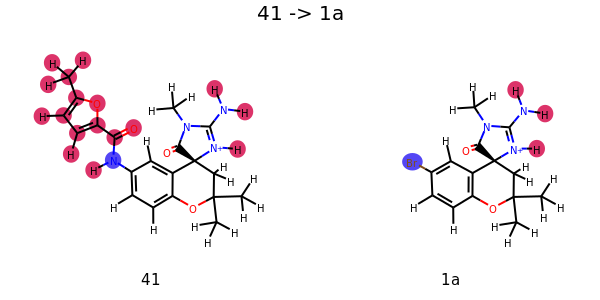 41 -> 1a
H H
H H
H O H H
H H H N N H
O H H N N H
H N+ H N+ H
H N O H H O Br H H
H H
H O H H O H
H H H H H H
H H H H
H H
41 1a